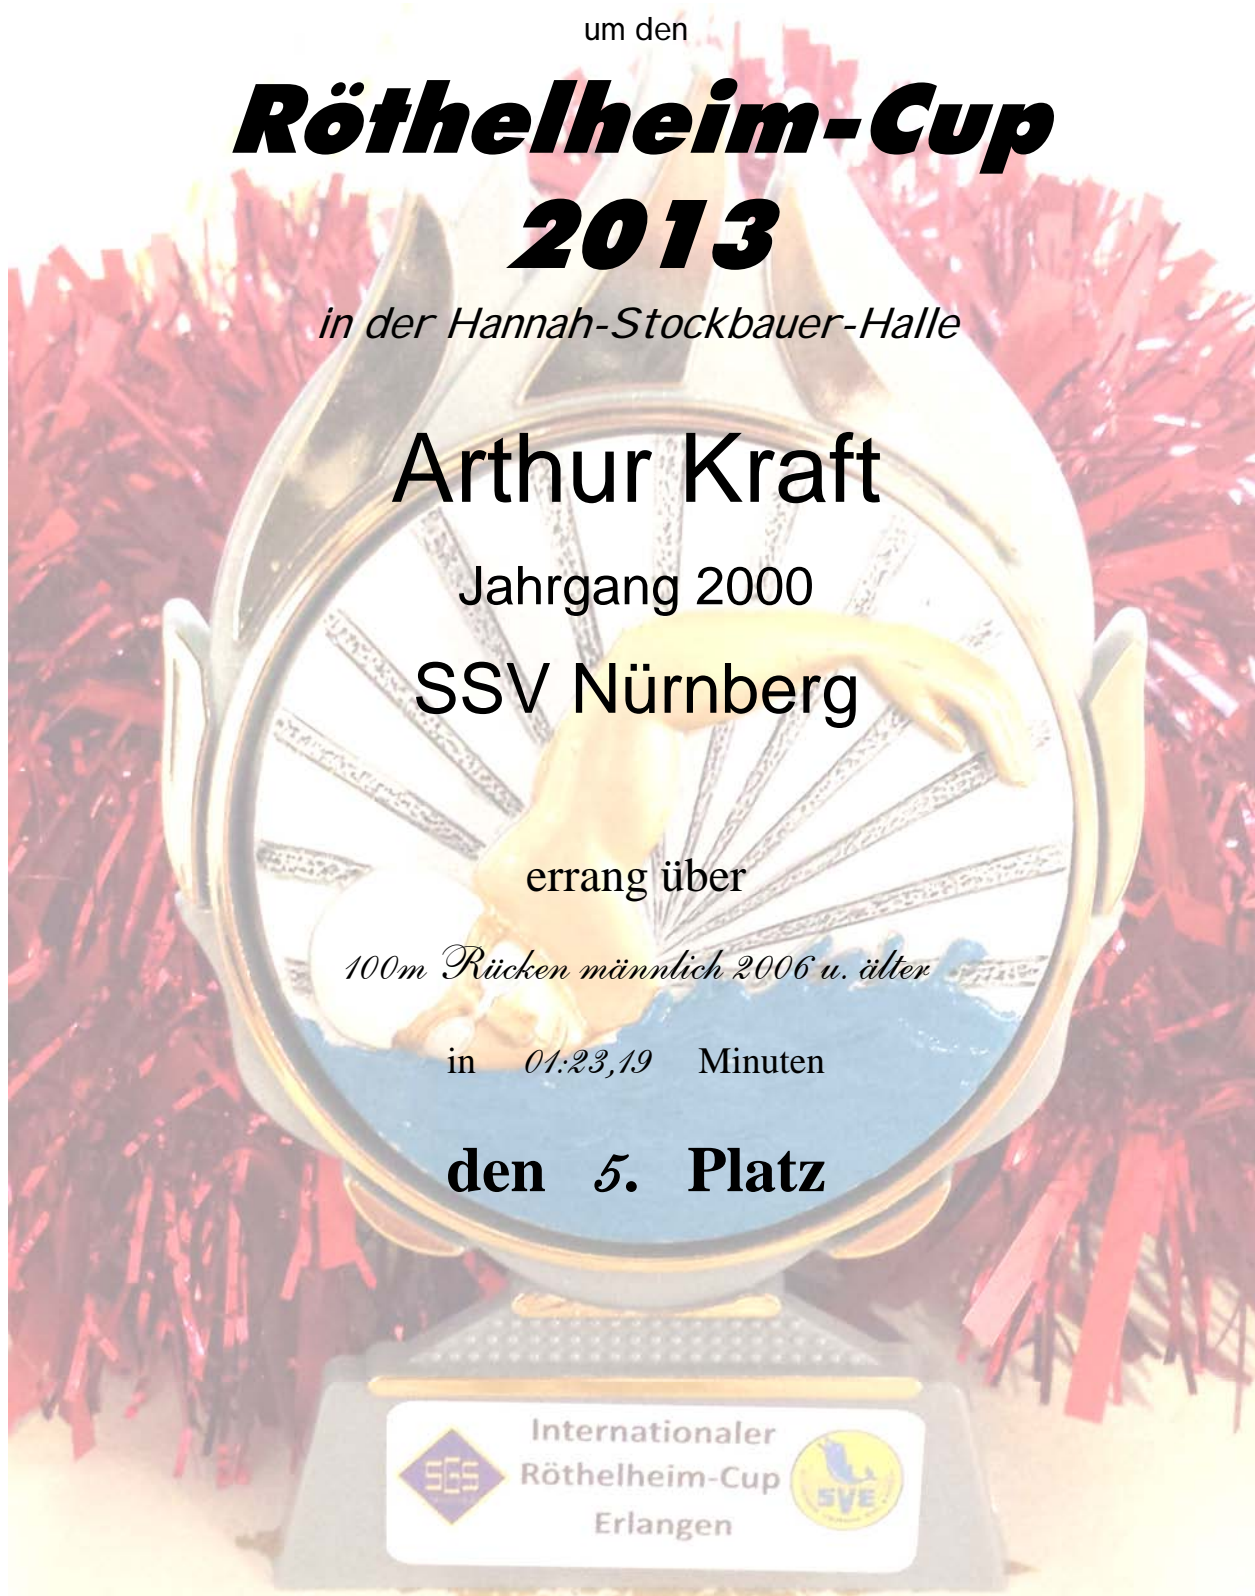 um den
Röthelheim-Cup
2013
in der Hannah-Stockbauer-Halle
Arthur Kraft
Jahrgang 2000
SSV Nürnberg
errang über
100m Rücken männlich 2006 u. älter
in 01:23,19 Minuten
den 5. Platz
Internationaler
SGS Röthelheim-Cup SVE
Erlangen